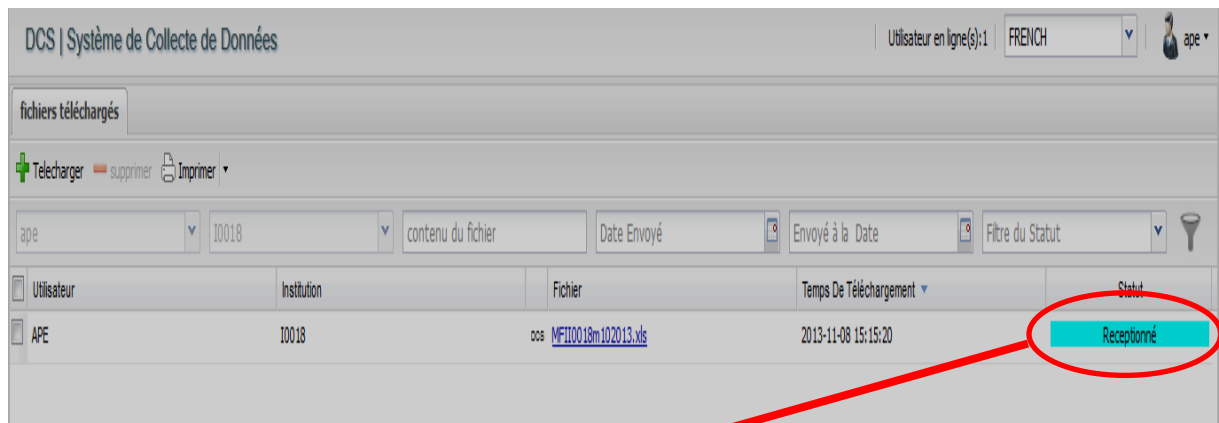 DCS | Système de Collecte de Données Utilisateur en ligne(s):1 FRENCH ape
fichiers téléchargés
Telecharger supprimer Imprimer
ape I0018 contenu du fichier Date Envoyé Envoyé à la Date Filtre du Statut
Utilisateur Institution Fichier Temps De Téléchargement Statut
APE I0018 DCS MFII0018m102013.xls 2013-11-08 15:15:20 Receptionné